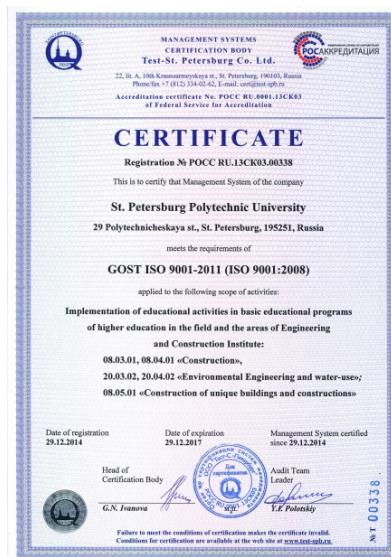 MANAGEMENT SYSTEMS
CERTIFICATION BODY
Test-St. Petersburg Co. Ltd.
РОСАККРЕДИТАЦИЯ
22, lit. A, 10th Krasnoarmeyskaya st., St. Petersburg, 190103, Russia
Phone/fax +7 (812) 334-02-62, E-mail: cert@test-spb.ru
Accreditation certificate No. РОСС RU.0001.13СК03
of Federal Service for Accreditation
CERTIFICATE
Registration № РОСС RU.13СК03.00338
This is to certify that Management System of the company
St. Petersburg Polytechnic University
29 Polytechnicheskaya st., St. Petersburg, 195251, Russia
meets the requirements of
GOST ISO 9001-2011 (ISO 9001:2008)
applied to the following scope of activities:
Implementation of educational activities in basic educational programs
of higher education in the field and the areas of Engineering
and Construction Institute:
08.03.01, 08.04.01 «Construction»,
20.03.02, 20.04.02 «Environmental Engineering and water-use»;
08.05.01 «Construction of unique buildings and constructions»
Date of registration
29.12.2014
Date of expiration
29.12.2017
Management System certified
since 29.12.2014
Head of
Certification Body
Для
сертификатов
Audit Team
Leader
G.N. Ivanova
Y.F. Polotskiy
№ T 00338
Failure to meet the conditions of certification makes the certificate invalid.
Conditions for certification are available at the web site at www.test-spb.ru.